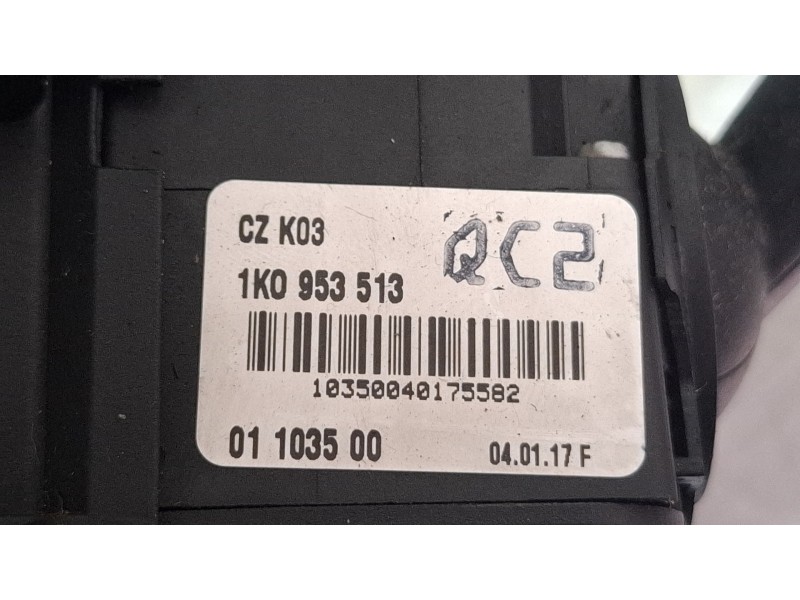 CZ K03
QC2
1K0 953 513
10350040175582
01 1035 00
04.01.17 F